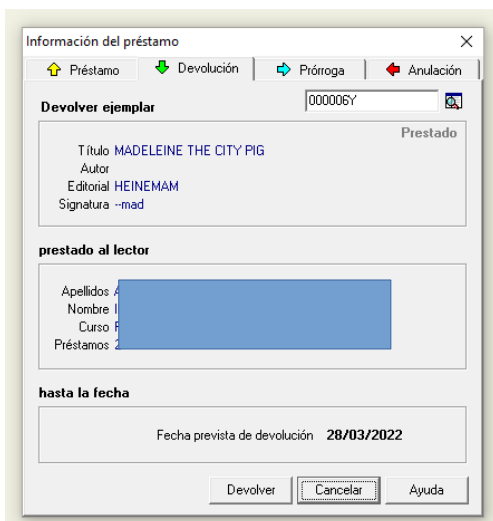 Información del préstamo
Préstamo Devolución Prórroga Anulación
Devolver ejemplar 000006Y
Prestado
Título MADELEINE THE CITY PIG
Autor
Editorial HEINEMAM
Signatura --mad
prestado al lector
Apellidos A
Nombre I
Curso
Préstamos 2
hasta la fecha
Fecha prevista de devolución 28/03/2022
Devolver Cancelar Ayuda